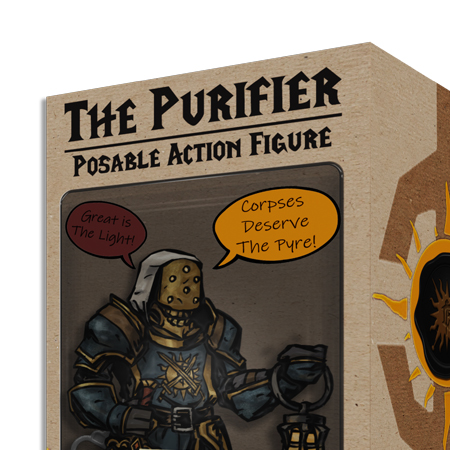 The Purifier
Posable Action Figure
Great is
The Light!
Corpses
Deserve
The Pyre!